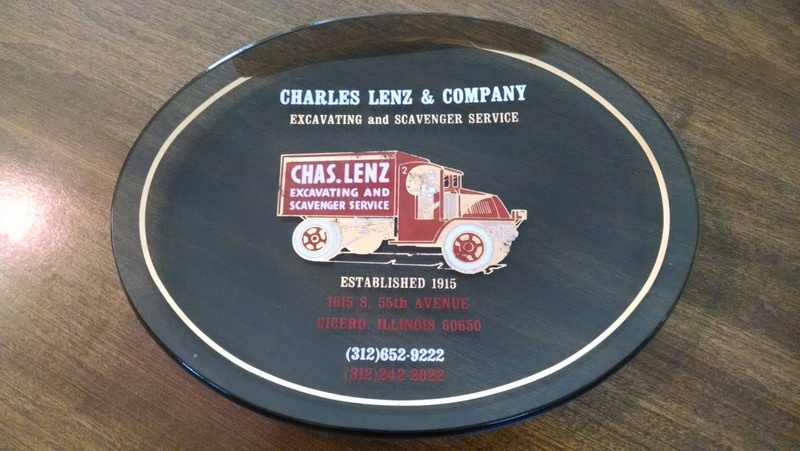 CHARLES LENZ & COMPANY
EXCAVATING and SCAVENGER SERVICE
2
CHAS. LENZ
EXCAVATING AND
SCAVENGER SERVICE
ESTABLISHED 1915
1615 S. 55th AVENUE
CICERO, ILLINOIS 60650
(312)652-9222
(312)242-2022